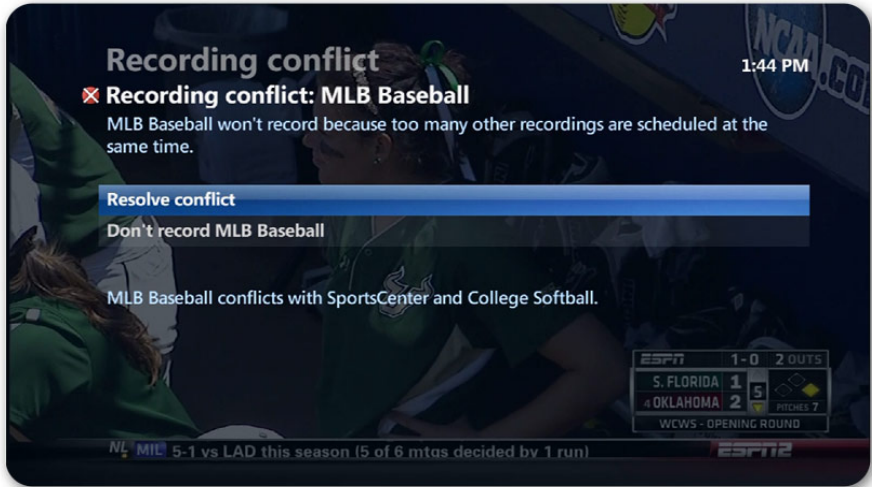 Recording conflict
1:44 PM
Recording conflict: MLB Baseball
MLB Baseball won't record because too many other recordings are scheduled at the
same time.
Resolve conflict
Don't record MLB Baseball
MLB Baseball conflicts with SportsCenter and College Softball.
NCAA.CO
ESPN 1-0 2 OUTS
S. FLORIDA 1 5
4 OKLAHOMA 2 PITCHES 7
WCWS - OPENING ROUND
NL MIL 5-1 vs LAD this season (5 of 6 mtgs decided by 1 run)
ESPN2